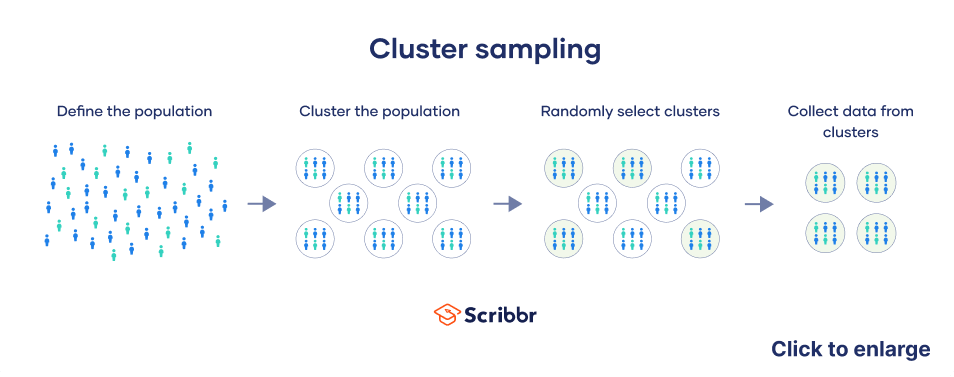 Cluster sampling
Define the population
Cluster the population
Randomly select clusters
Collect data from
clusters
Scribbr
Click to enlarge